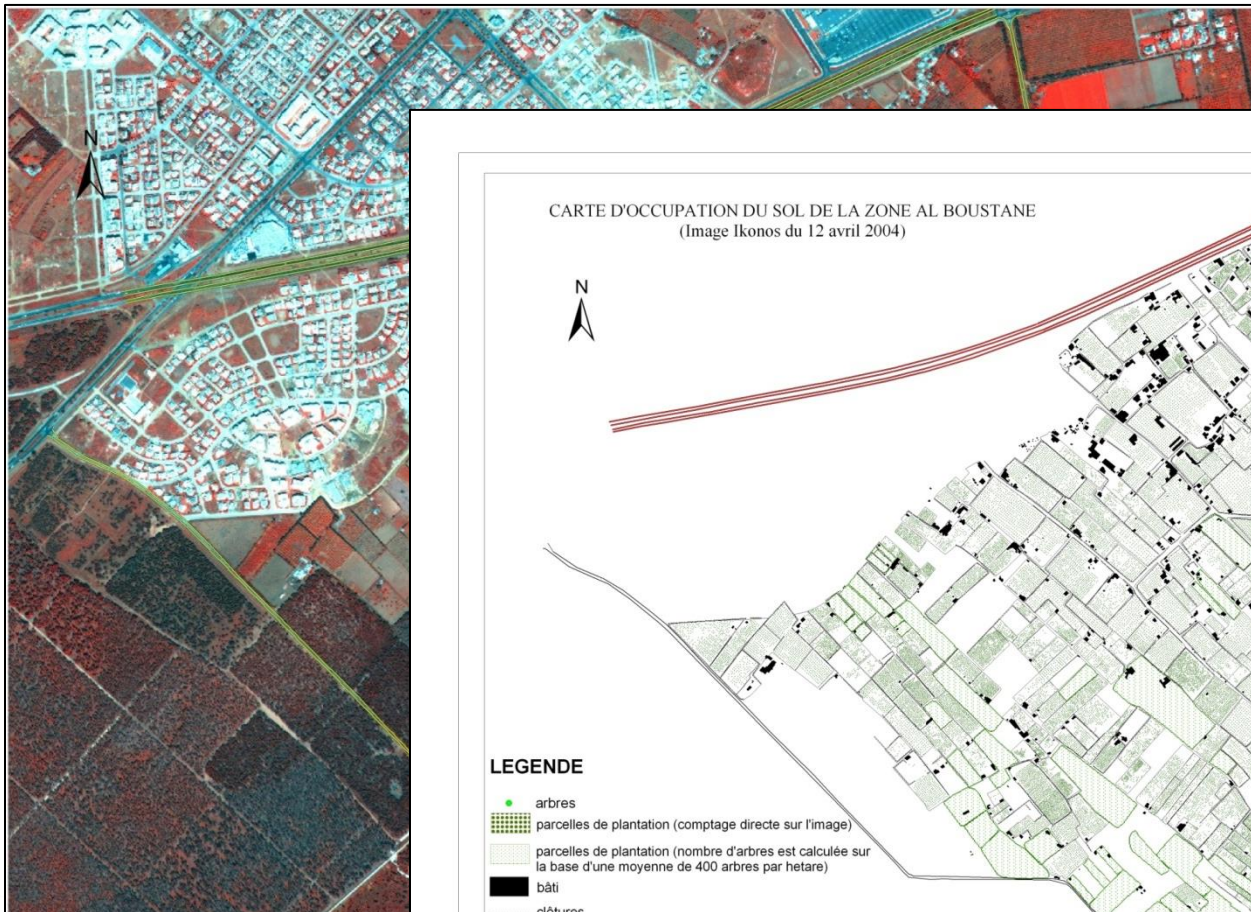 N
CARTE D'OCCUPATION DU SOL DE LA ZONE AL BOUSTANE
(Image Ikonos du 12 avril 2004)
N
LEGENDE
arbres
parcelles de plantation (comptage directe sur l'image)
parcelles de plantation (nombre d'arbres est calculée sur
la base d'une moyenne de 400 arbres par hetare)
bâti
clôtures